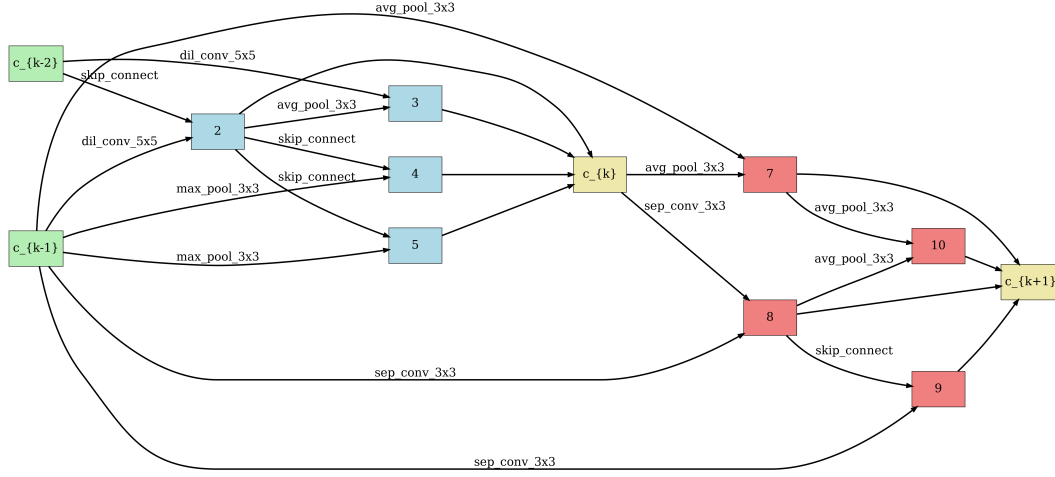 avg_pool_3x3
c_{k-2}
dil_conv_5x5
skip_connect
3
avg_pool_3x3
2
dil_conv_5x5
skip_connect
4
c_{k}
avg_pool_3x3
7
skip_connect
max_pool_3x3
sep_conv_3x3
avg_pool_3x3
c_{k-1}
5
max_pool_3x3
10
avg_pool_3x3
c_{k+1}
8
skip_connect
sep_conv_3x3
9
sep_conv_3x3